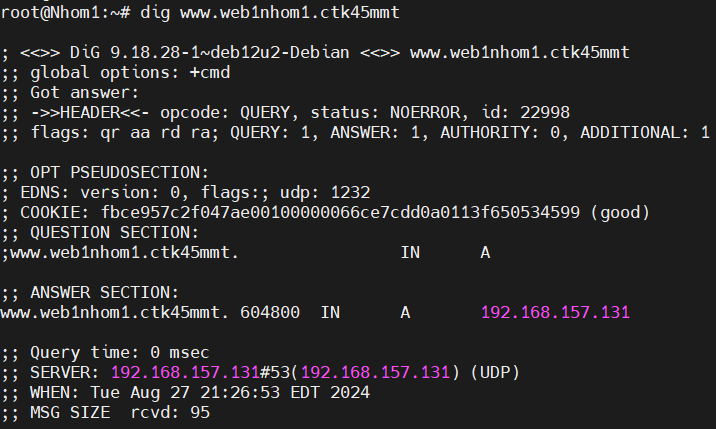 root@Nhom1:~# dig www.web1nhom1.ctk45mmt
; <<>> DiG 9.18.28-1~deb12u2-Debian <<>> www.web1nhom1.ctk45mmt
;; global options: +cmd
;; Got answer:
;; ->>HEADER<<- opcode: QUERY, status: NOERROR, id: 22998
;; flags: qr aa rd ra; QUERY: 1, ANSWER: 1, AUTHORITY: 0, ADDITIONAL: 1
;; OPT PSEUDOSECTION:
; EDNS: version: 0, flags:; udp: 1232
; COOKIE: fbce957c2f047ae00100000066ce7cdd0a0113f650534599 (good)
;; QUESTION SECTION:
;www.web1nhom1.ctk45mmt. IN A
;; ANSWER SECTION:
www.web1nhom1.ctk45mmt. 604800 IN A 192.168.157.131
;; Query time: 0 msec
;; SERVER: 192.168.157.131#53(192.168.157.131) (UDP)
;; WHEN: Tue Aug 27 21:26:53 EDT 2024
;; MSG SIZE rcvd: 95